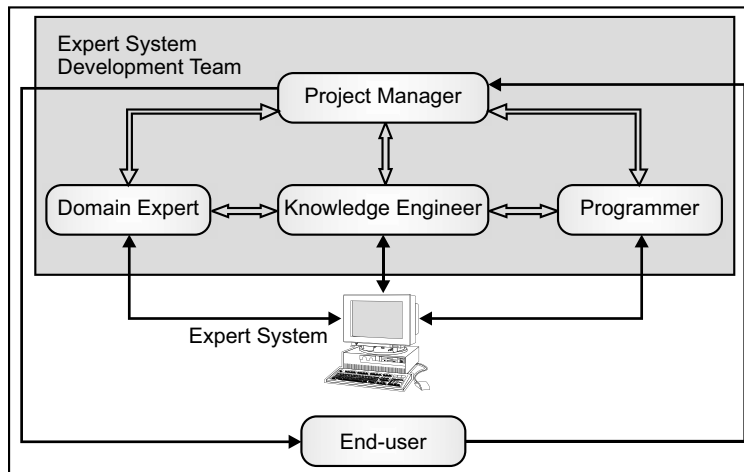 Expert System
Development Team
Project Manager
Domain Expert
Knowledge Engineer
Programmer
Expert System
End-user